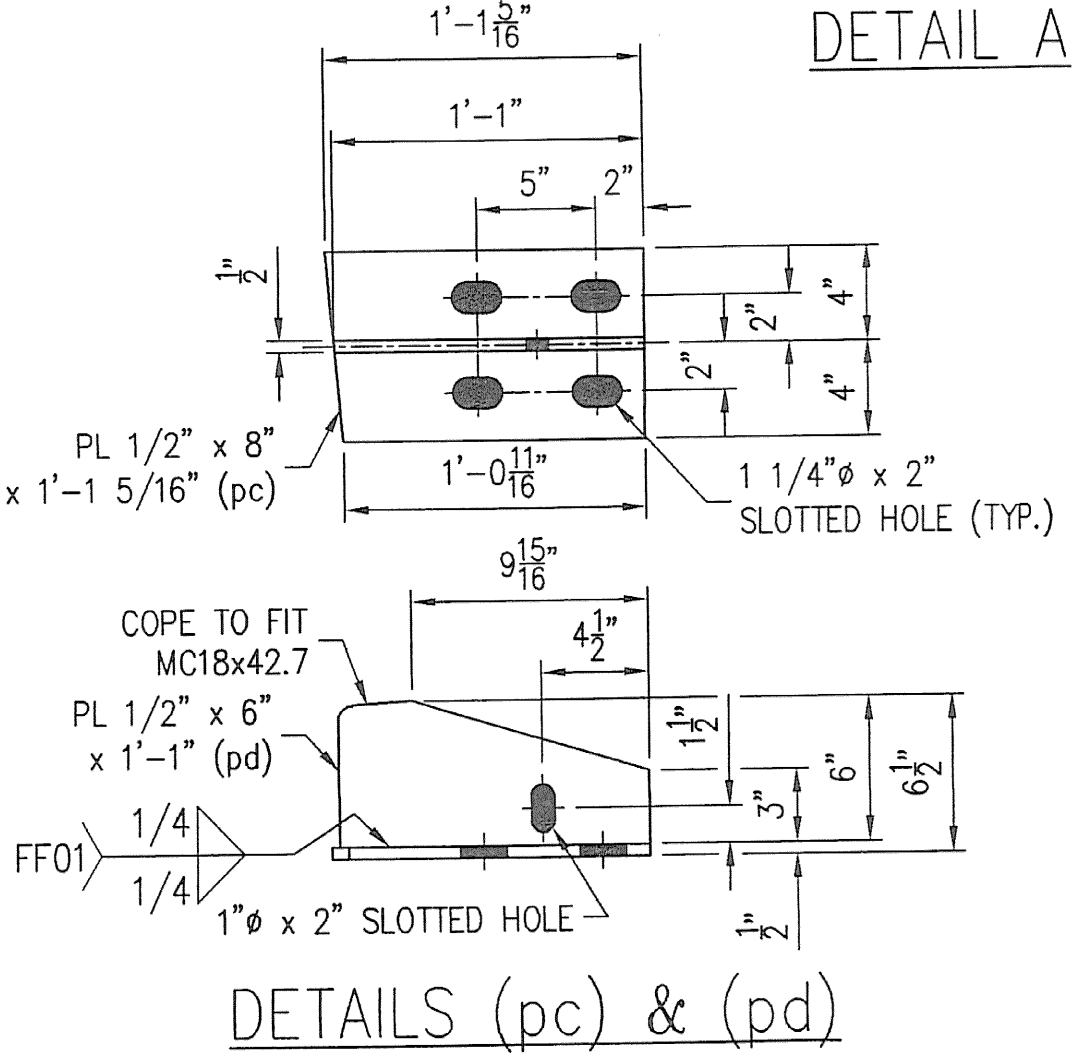 1'-1 5/16"
DETAIL A
1'-1"
5"
2"
1/2"
4"
2"
2"
4"
PL 1/2" x 8"
x 1'-1 5/16" (pc)
1'-0 11/16"
1 1/4"ø x 2"
SLOTTED HOLE (TYP.)
9 15/16"
COPE TO FIT
MC18x42.7
4 1/2"
PL 1/2" x 6"
x 1'-1" (pd)
1 1/2"
6"
6 1/2"
3"
FF01
1/4
1/4
1"ø x 2" SLOTTED HOLE
1/2"
DETAILS (pc) & (pd)